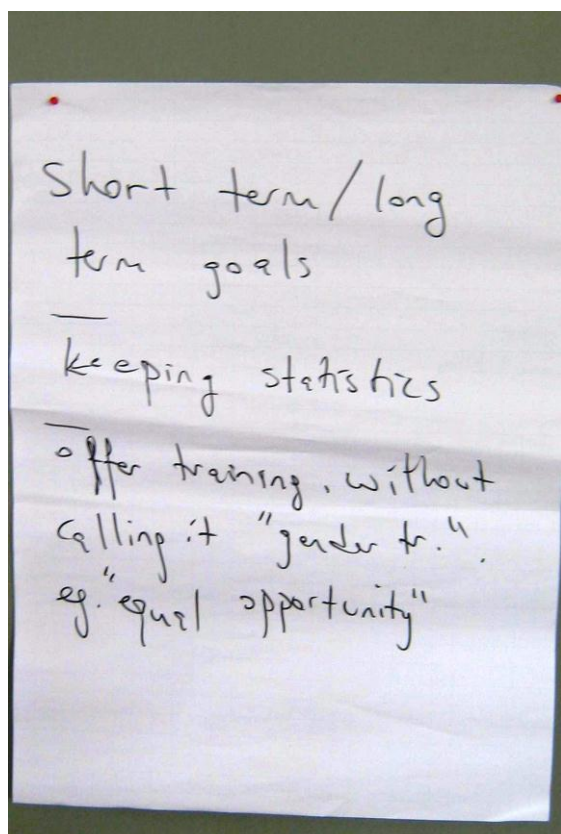 Short term/long
term goals
—
keeping statistics
—
offer training, without
calling it "gender tr.".
eg. "equal opportunity"